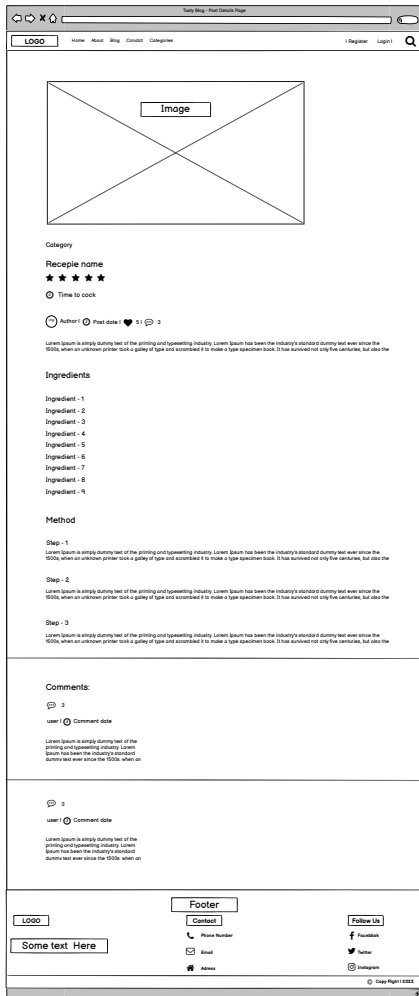 Tasty Blog - Post Details Page
LOGO Home About Blog Conatct Categories | Register Login |
Image
Category
Recepie name
Time to cock
Author | Post date | 5 | 3
Lorem Ipsum is simply dummy text of the printing and typesetting industry. Lorem Ipsum has been the industry's standard dummy text ever since the
1500s, when an unknown printer took a galley of type and scrambled it to make a type specimen book. It has survived not only five centuries, but also the
Ingredients
Ingredient - 1
Ingredient - 2
Ingredient - 3
Ingredient - 4
Ingredient - 5
Ingredient - 6
Ingredient - 7
Ingredient - 8
Ingredient - 9
Method
Step - 1
Lorem Ipsum is simply dummy text of the printing and typesetting industry. Lorem Ipsum has been the industry's standard dummy text ever since the
1500s, when an unknown printer took a galley of type and scrambled it to make a type specimen book. It has survived not only five centuries, but also the
Step - 2
Lorem Ipsum is simply dummy text of the printing and typesetting industry. Lorem Ipsum has been the industry's standard dummy text ever since the
1500s, when an unknown printer took a galley of type and scrambled it to make a type specimen book. It has survived not only five centuries, but also the
Step - 3
Lorem Ipsum is simply dummy text of the printing and typesetting industry. Lorem Ipsum has been the industry's standard dummy text ever since the
1500s, when an unknown printer took a galley of type and scrambled it to make a type specimen book. It has survived not only five centuries, but also the
Comments:
3
user | Comment date
Lorem Ipsum is simply dummy text of the
printing and typesetting industry. Lorem
Ipsum has been the industry's standard
dummy text ever since the 1500s, when an
3
user | Comment date
Lorem Ipsum is simply dummy text of the
printing and typesetting industry. Lorem
Ipsum has been the industry's standard
dummy text ever since the 1500s, when an
Footer
LOGO Contact Follow Us
Phone Number Facebbok
Some text Here
Email Twitter
Adress Instagram
© Copy Right | 2022